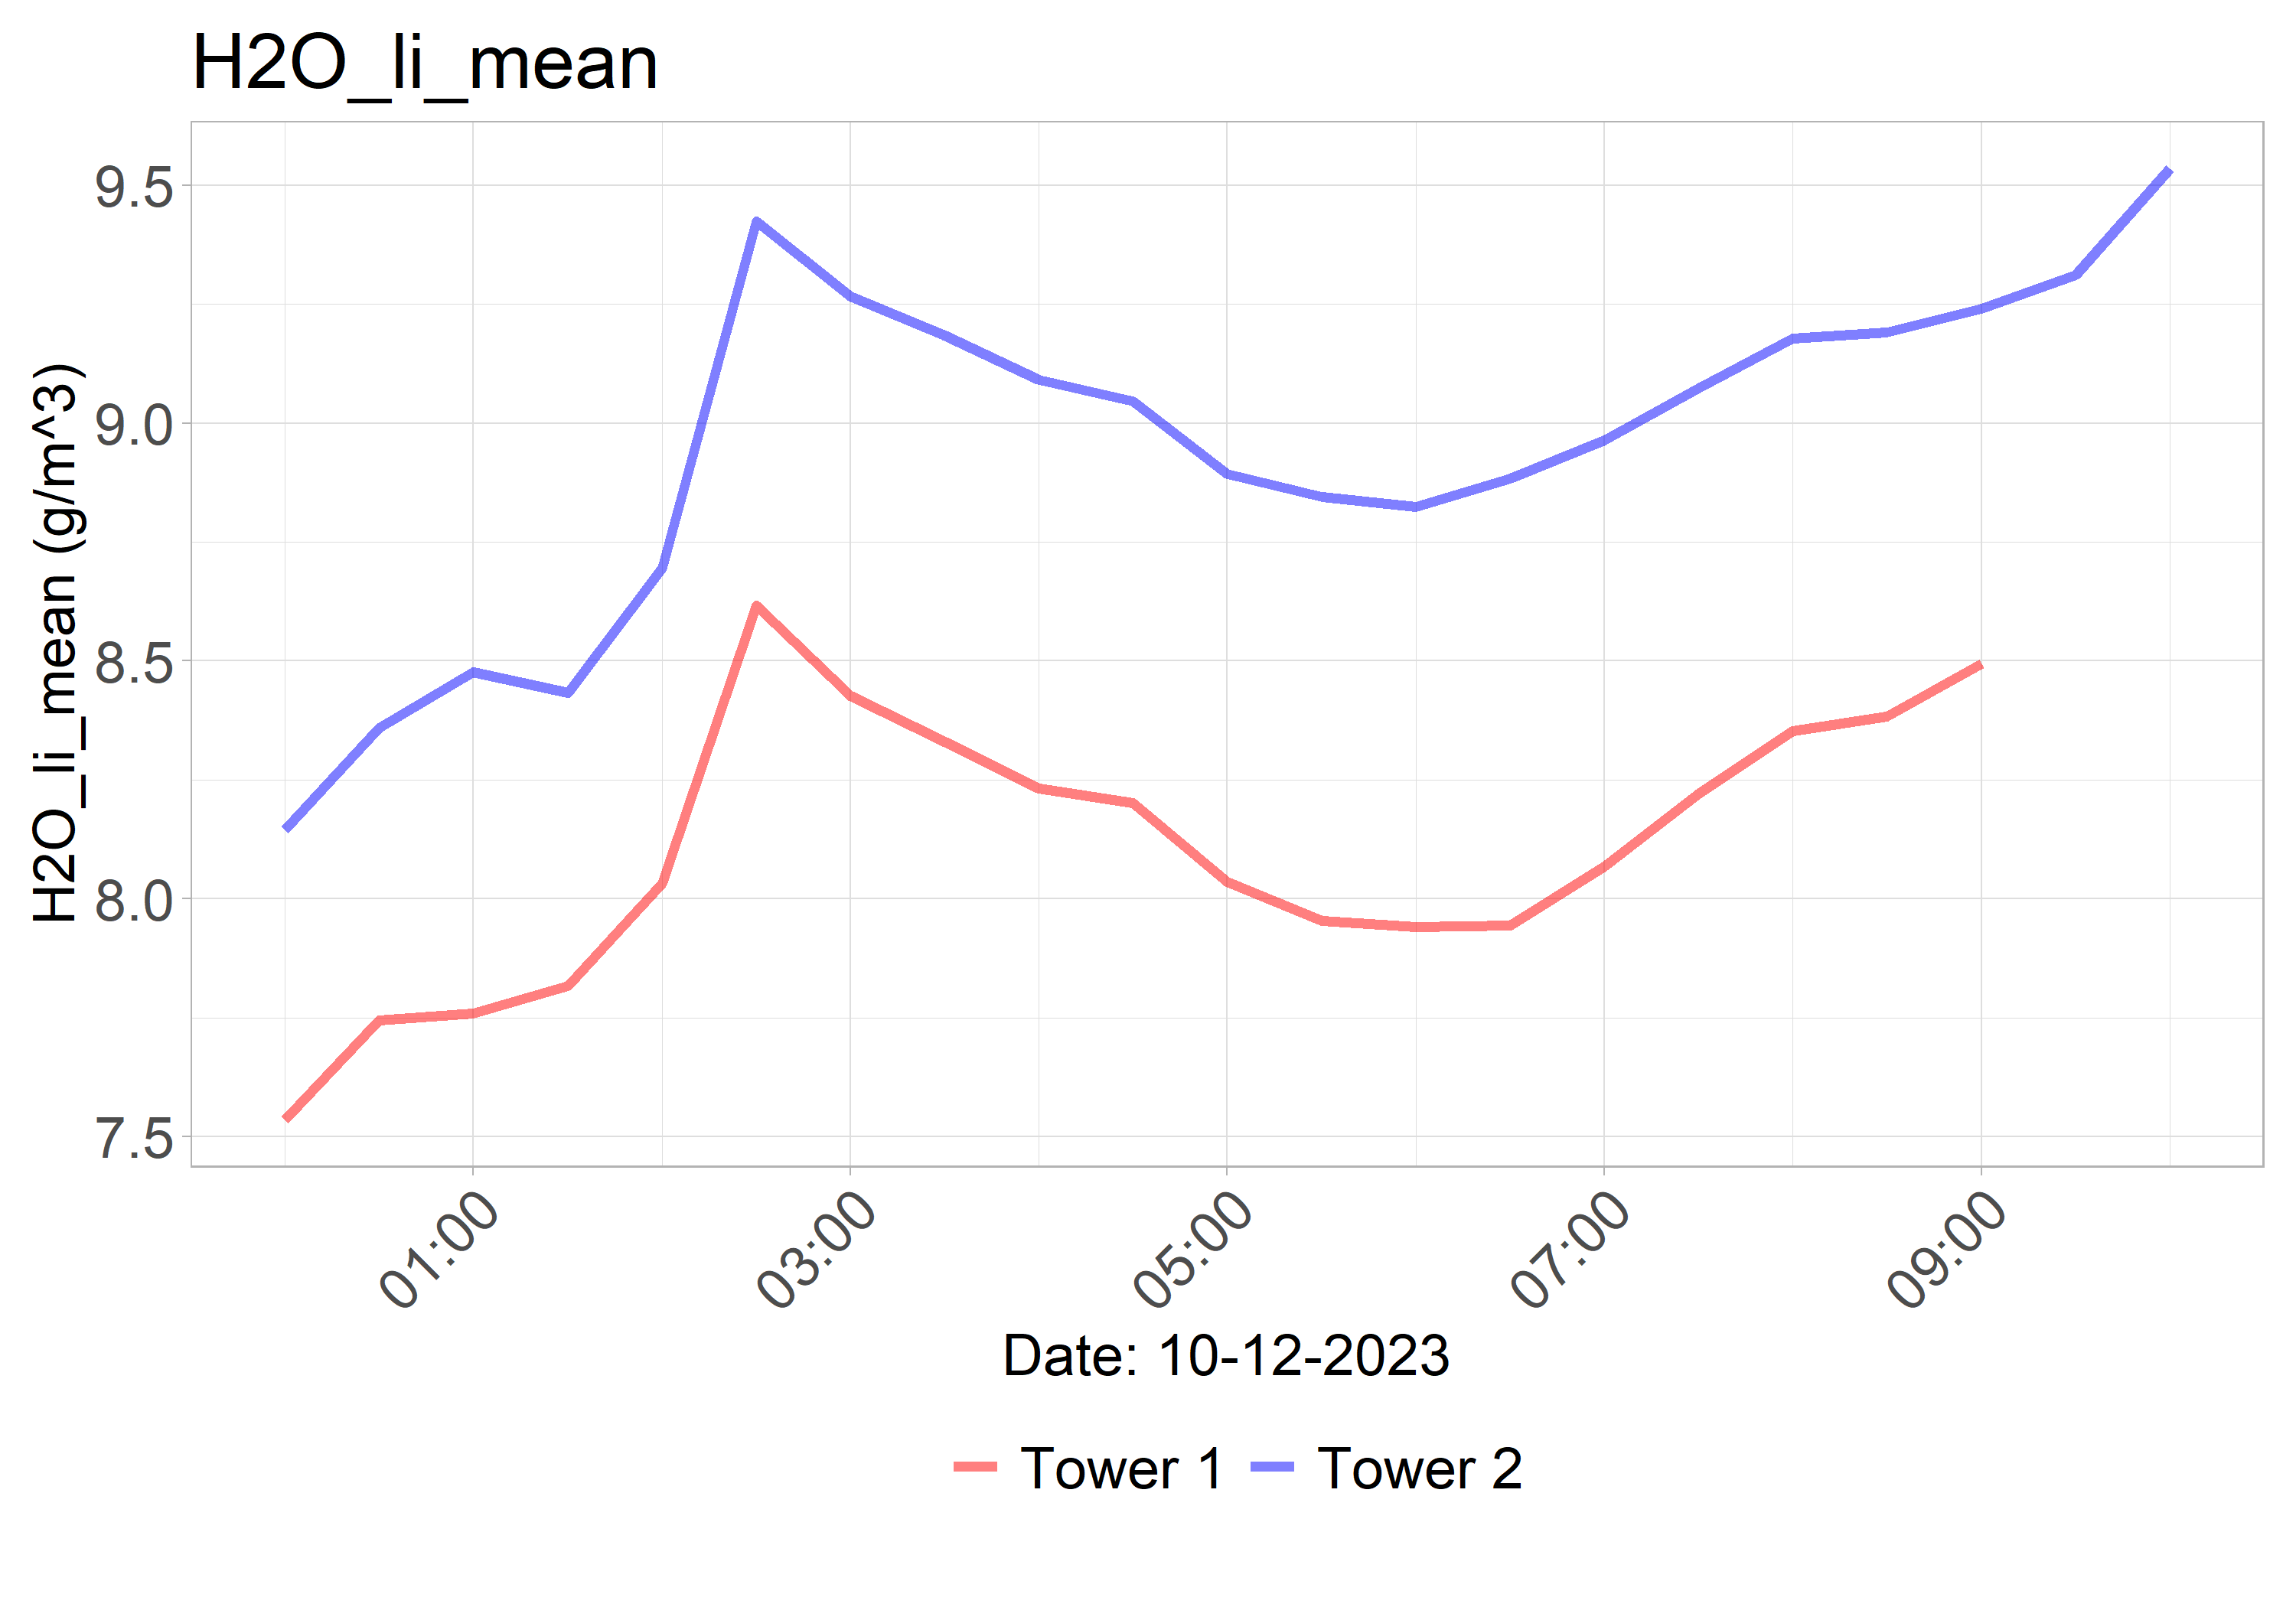 H2O_li_mean
H2O_li_mean (g/m^3)
9.5
9.0
8.5
8.0
7.5
01:00 03:00 05:00 07:00 09:00
Date: 10-12-2023
Tower 1 Tower 2